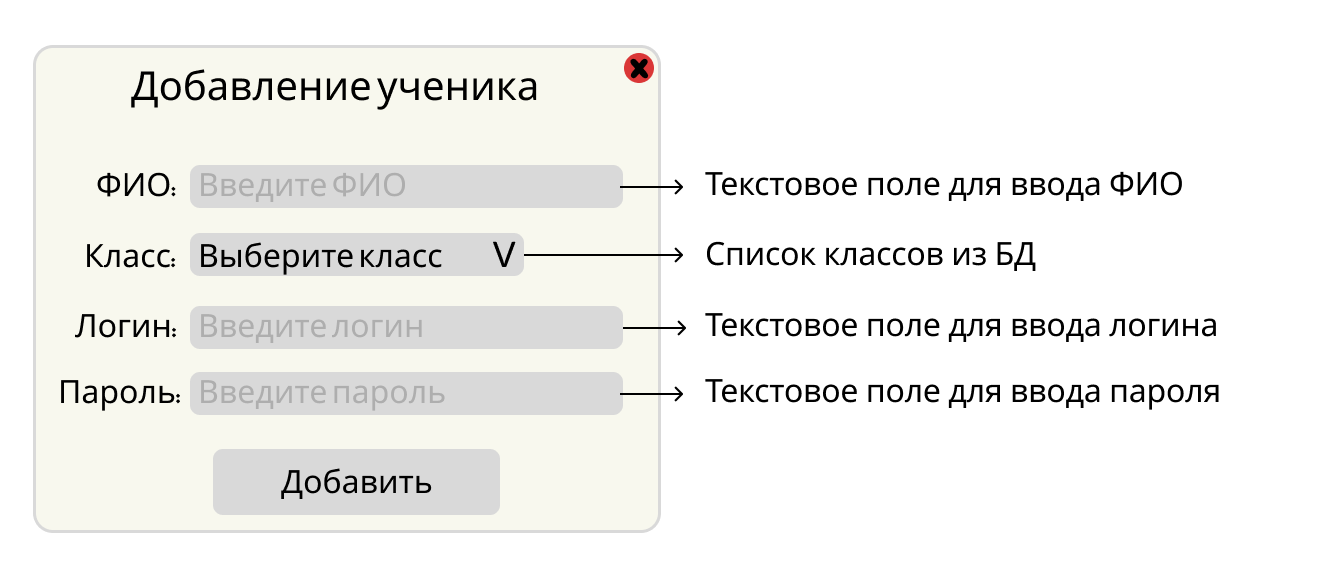 Добавление ученика
ФИО: Введите ФИО Текстовое поле для ввода ФИО
Класс: Выберите класс V Список классов из БД
Логин: Введите логин Текстовое поле для ввода логина
Пароль: Введите пароль Текстовое поле для ввода пароля
Добавить